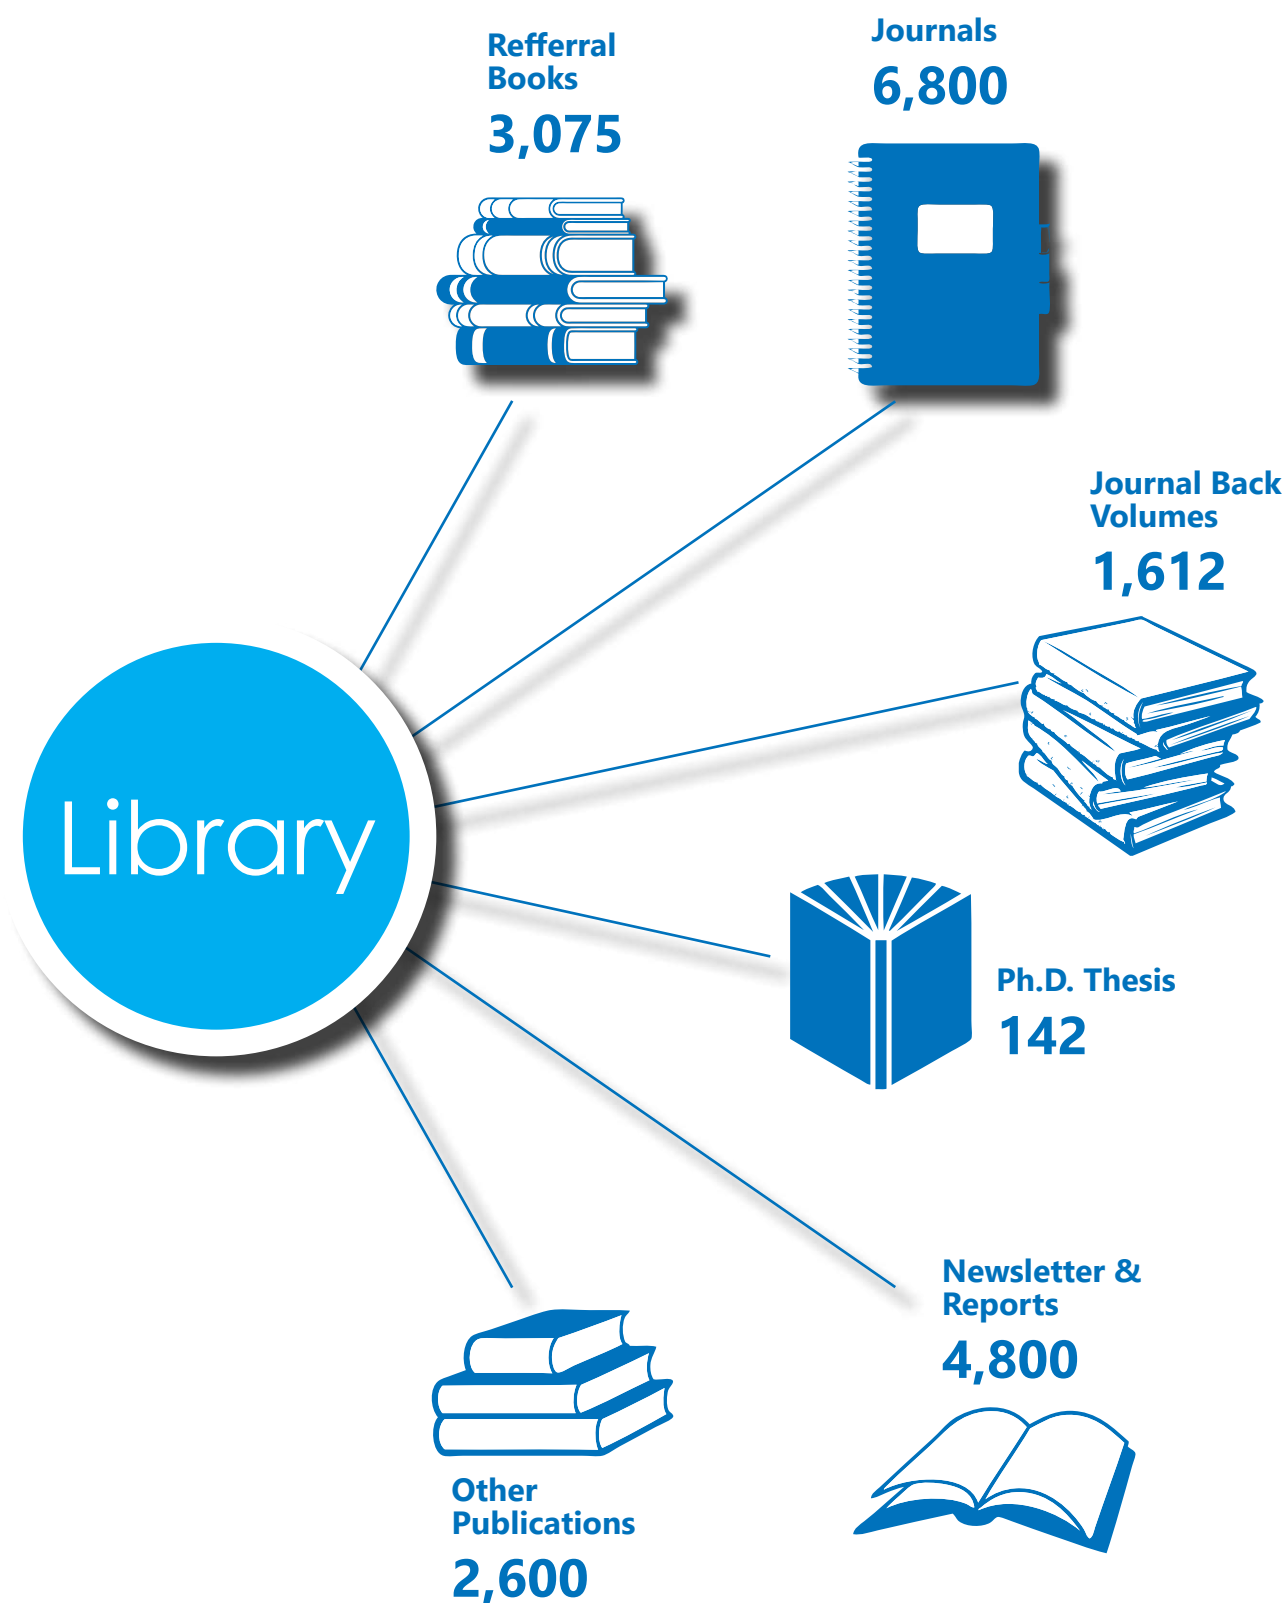 Refferral
Books
3,075
Journals
6,800
Journal Back
Volumes
1,612
Library
Ph.D. Thesis
142
Newsletter &
Reports
4,800
Other
Publications
2,600